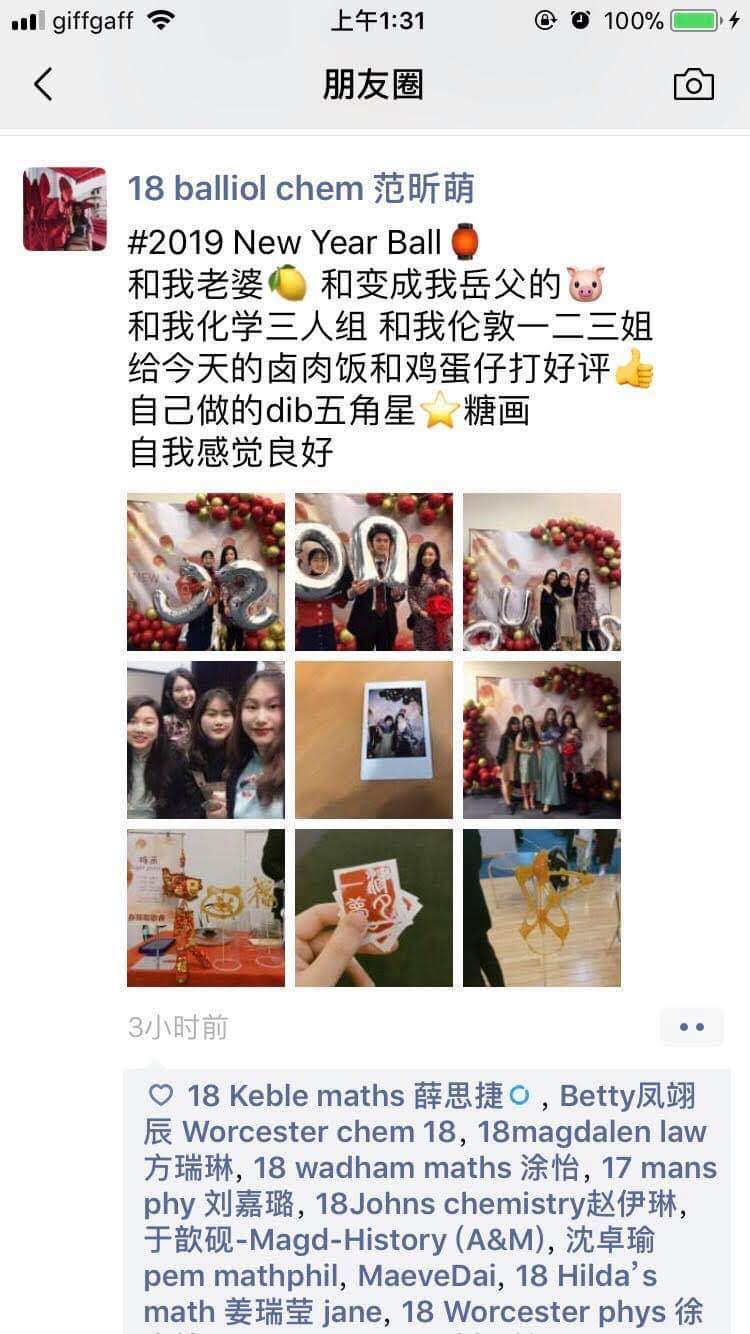 giffgaff 上午1:31 100%
朋友圈
18 balliol chem 范昕萌
#2019 New Year Ball🏮
和我老婆🍋 和变成我岳父的🐷
和我化学三人组 和我伦敦一二三姐
给今天的卤肉饭和鸡蛋仔打好评👍
自己做的dib五角星⭐糖画
自我感觉良好
3小时前
18 Keble maths 薛思捷 , Betty凤翊
辰 Worcester chem 18, 18magdalen law
方瑞琳, 18 wadham maths 涂怡, 17 mans
phy 刘嘉璐, 18Johns chemistry赵伊琳,
于歆砚-Magd-History (A&M), 沈卓瑜
pem mathphil, MaeveDai, 18 Hilda's
math 姜瑞莹 jane, 18 Worcester phys 徐